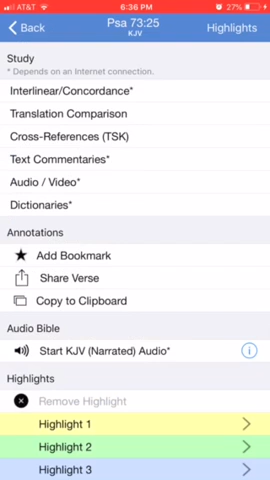 AT&T 6:36 PM 27%
Back Psa 73:25 Highlights
KJV
Study
* Depends on an Internet connection.
Interlinear/Concordance*
Translation Comparison
Cross-References (TSK)
Text Commentaries*
Audio / Video*
Dictionaries*
Annotations
Add Bookmark
Share Verse
Copy to Clipboard
Audio Bible
Start KJV (Narrated) Audio*
Highlights
Remove Highlight
Highlight 1
Highlight 2
Highlight 3